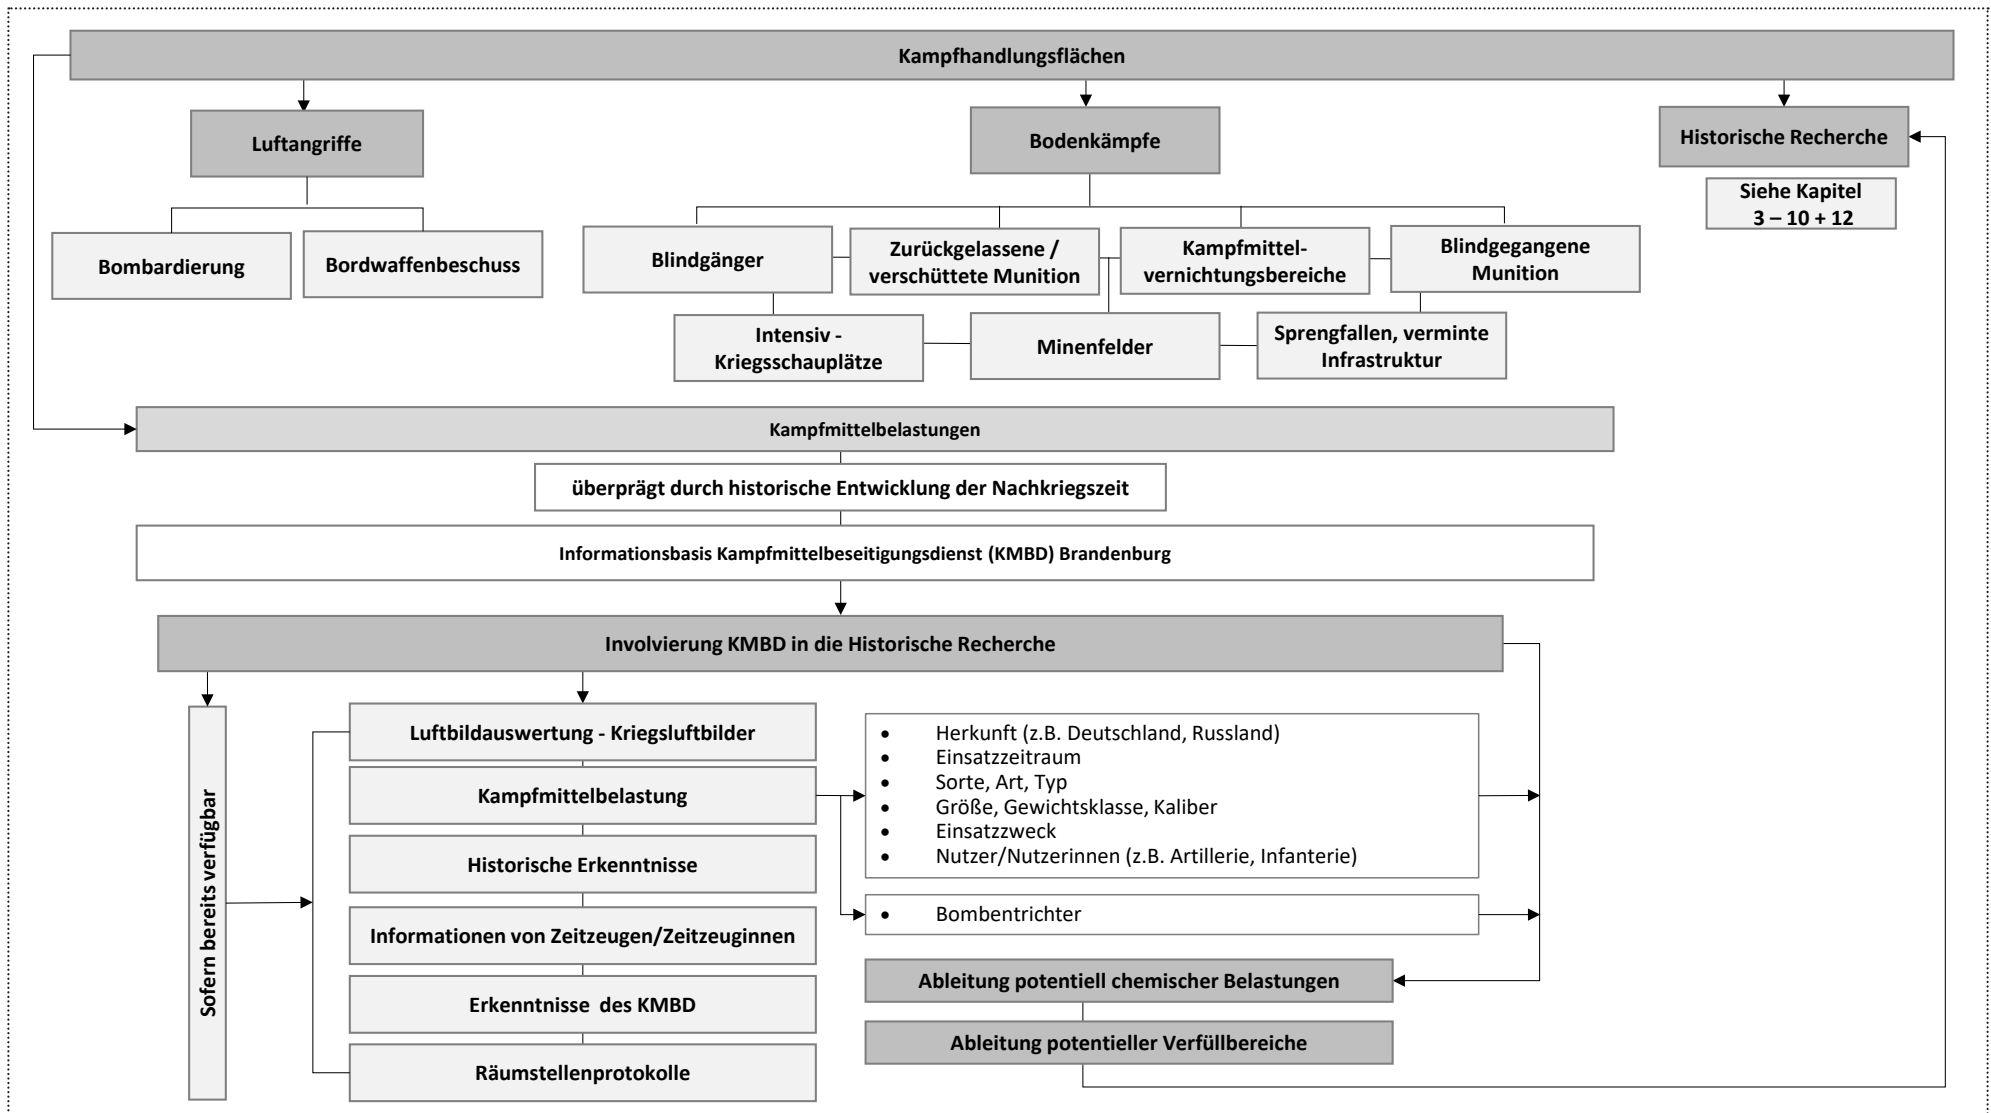 Kampfhandlungsflächen
Luftangriffe
Bodenkämpfe
Historische Recherche
Siehe Kapitel
3 – 10 + 12
Bombardierung
Bordwaffenbeschuss
Blindgänger
Zurückgelassene /
verschüttete Munition
Kampfmittel-
vernichtungsbereiche
Blindgegangene
Munition
Intensiv -
Kriegsschauplätze
Minenfelder
Sprengfallen, verminte
Infrastruktur
Kampfmittelbelastungen
überprägt durch historische Entwicklung der Nachkriegszeit
Informationsbasis Kampfmittelbeseitigungsdienst (KMBD) Brandenburg
Involvierung KMBD in die Historische Recherche
Sofern bereits verfügbar
Luftbildauswertung - Kriegsluftbilder
Kampfmittelbelastung
Historische Erkenntnisse
Informationen von Zeitzeugen/Zeitzeuginnen
Erkenntnisse des KMBD
Räumstellenprotokolle
• Herkunft (z.B. Deutschland, Russland)
• Einsatzzeitraum
• Sorte, Art, Typ
• Größe, Gewichtsklasse, Kaliber
• Einsatzzweck
• Nutzer/Nutzerinnen (z.B. Artillerie, Infanterie)
• Bombentrichter
Ableitung potentiell chemischer Belastungen
Ableitung potentieller Verfüllbereiche